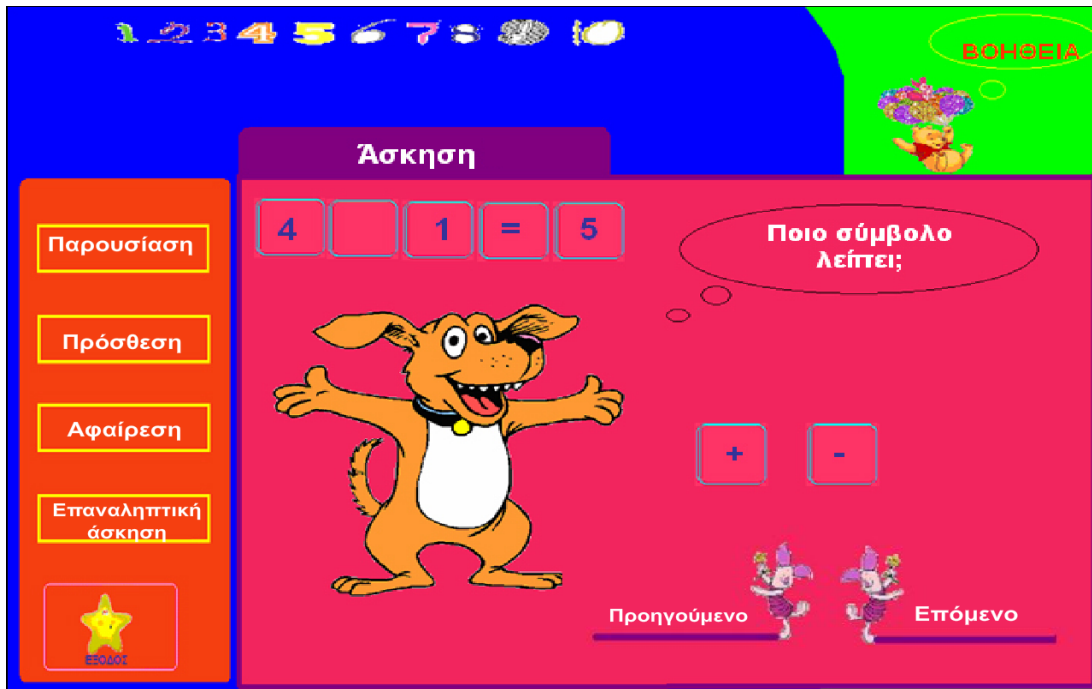 1 2 3 4 5 6 7 8 9 10
ΒΟΗΘΕΙΑ
Άσκηση
4 1 = 5
Ποιο σύμβολο
λείπει;
Παρουσίαση
Πρόσθεση
Αφαίρεση
Επαναληπτική
άσκηση
ΕΞΟΔΟΣ
+ -
Προηγούμενο
Επόμενο